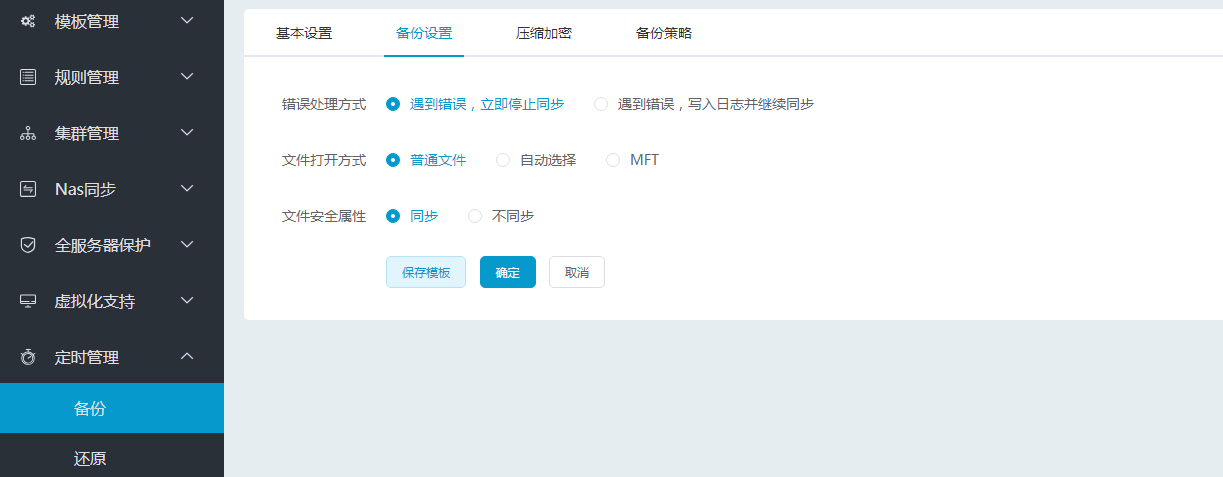 模板管理
规则管理
集群管理
Nas同步
全服务器保护
虚拟化支持
定时管理
备份
还原
基本设置 备份设置 压缩加密 备份策略
错误处理方式 遇到错误，立即停止同步 遇到错误，写入日志并继续同步
文件打开方式 普通文件 自动选择 MFT
文件安全属性 同步 不同步
保存模板 确定 取消